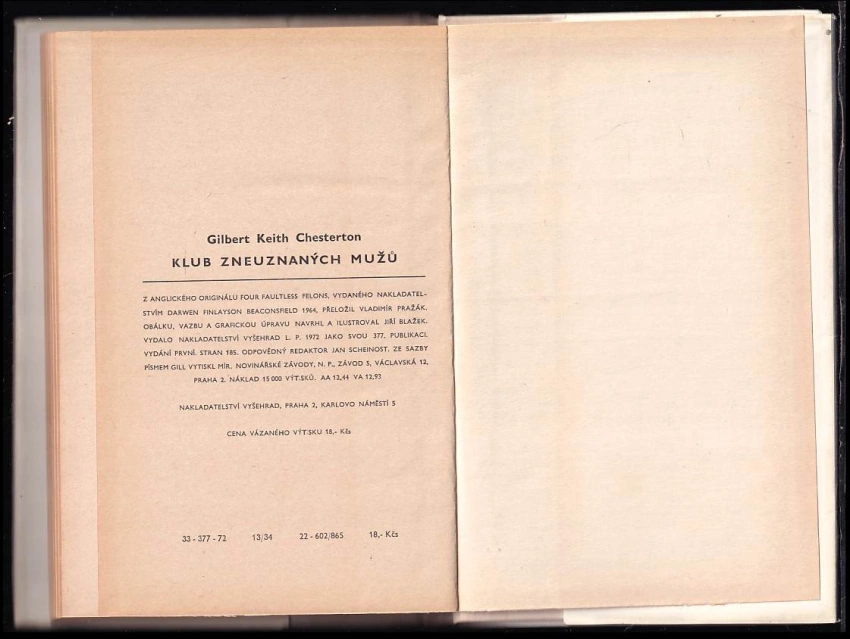 Gilbert Keith Chesterton
KLUB ZNEUZNANÝCH MUŽŮ
Z ANGLICKÉHO ORIGINÁLU FOUR FAULTLESS FELONS, VYDANÉHO NAKLADATEL-
STVÍM DARWEN FINLAYSON BEACONSFIELD 1964, PŘELOŽIL VLADIMÍR PRAŽÁK.
OBÁLKU, VAZBU A GRAFICKOU ÚPRAVU NAVRHL A ILUSTROVAL JIŘÍ BLAŽEK.
VYDALO NAKLADATELSTVÍ VYŠEHRAD L. P. 1972 JAKO SVOU 377. PUBLIKACI.
VYDÁNÍ PRVNÍ. STRAN 185. ODPOVĚDNÝ REDAKTOR JAN SCHEINOST. ZE SAZBY
PÍSMEM GILL VYTISKL MÍR, NOVINÁŘSKÉ ZÁVODY, N. P., ZÁVOD 5, VÁCLAVSKÁ 12,
PRAHA 2. NÁKLAD 15 000 VÝTISKŮ. AA 12,44 VA 12,93
NAKLADATELSTVÍ VYŠEHRAD, PRAHA 2, KARLOVO NÁMĚSTÍ 5
CENA VÁZANÉHO VÝTISKU 18,- Kčs
33 - 377 - 72 13/34 22 - 602/865 18,- Kčs